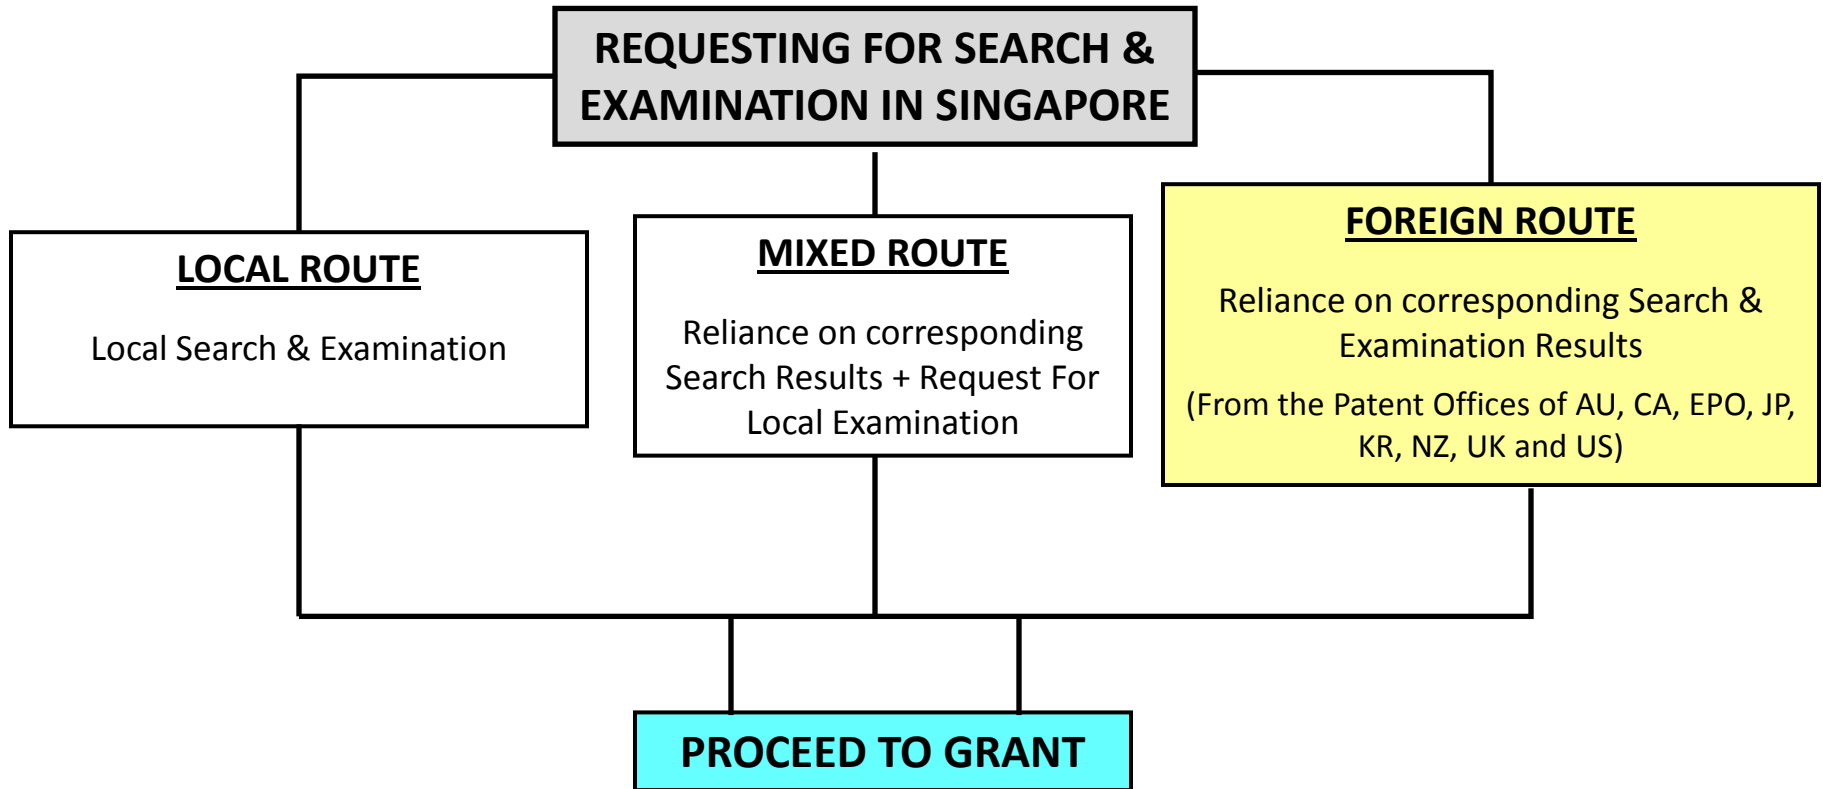 REQUESTING FOR SEARCH &
EXAMINATION IN SINGAPORE
LOCAL ROUTE
Local Search & Examination
MIXED ROUTE
Reliance on corresponding
Search Results + Request For
Local Examination
FOREIGN ROUTE
Reliance on corresponding Search &
Examination Results
(From the Patent Offices of AU, CA, EPO, JP,
KR, NZ, UK and US)
PROCEED TO GRANT